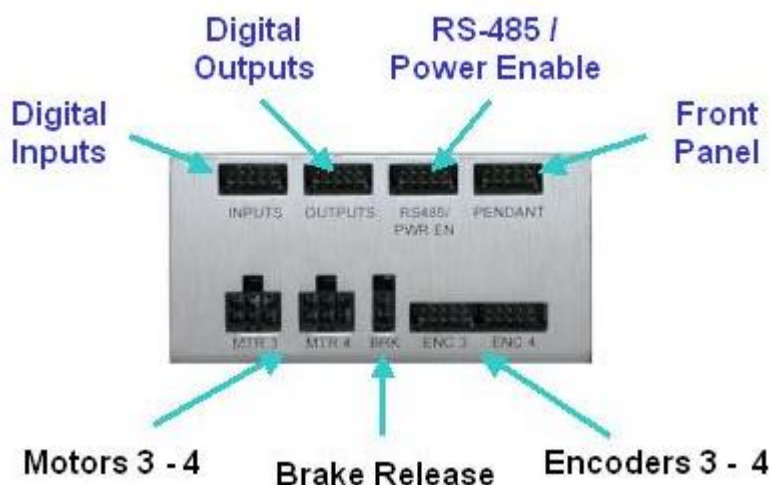 Digital
Outputs
RS-485 /
Power Enable
Digital
Inputs
Front
Panel
INPUTS
OUTPUTS
RS485/
PWR EN
PENDANT
MTR 3
MTR 4
BRK
ENC 3
ENC 4
Motors 3 - 4
Brake Release
Encoders 3 - 4